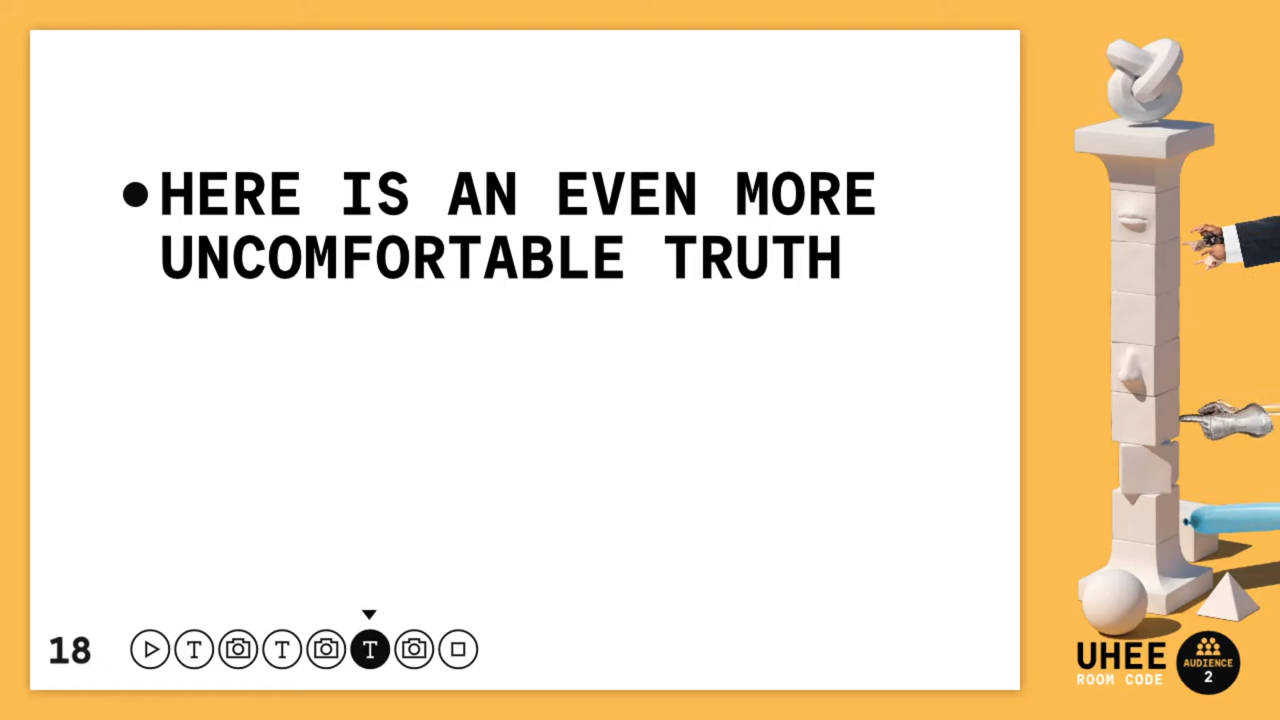 •HERE IS AN EVEN MORE
UNCOMFORTABLE TRUTH
18
T T T
UHEE
ROOM CODE
AUDIENCE
2